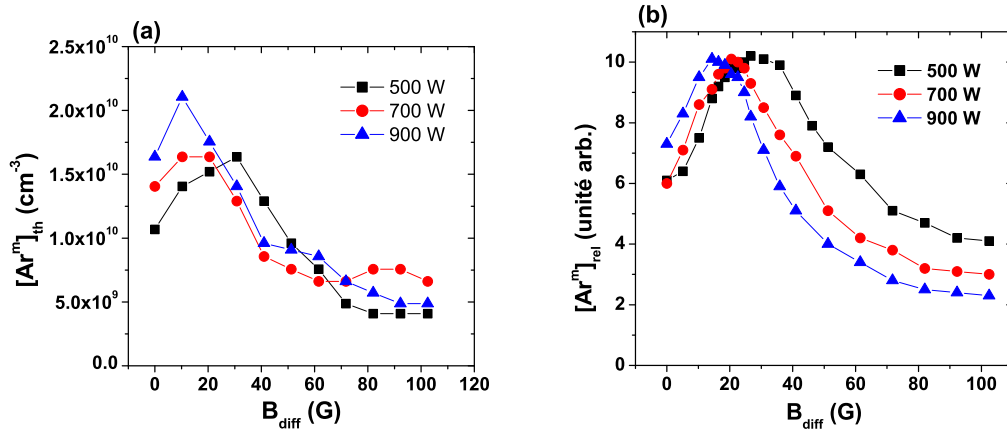 (a)
2.5x10¹⁰
2.0x10¹⁰
1.5x10¹⁰
1.0x10¹⁰
5.0x10⁹
0.0
[Arᵐ]ₜₕ (cm⁻³)
500 W
700 W
900 W
0 20 40 60 80 100 120
B_diff (G)
(b)
10
8
6
4
2
0
[Arᵐ]_rel (unité arb.)
500 W
700 W
900 W
0 20 40 60 80 100
B_diff (G)